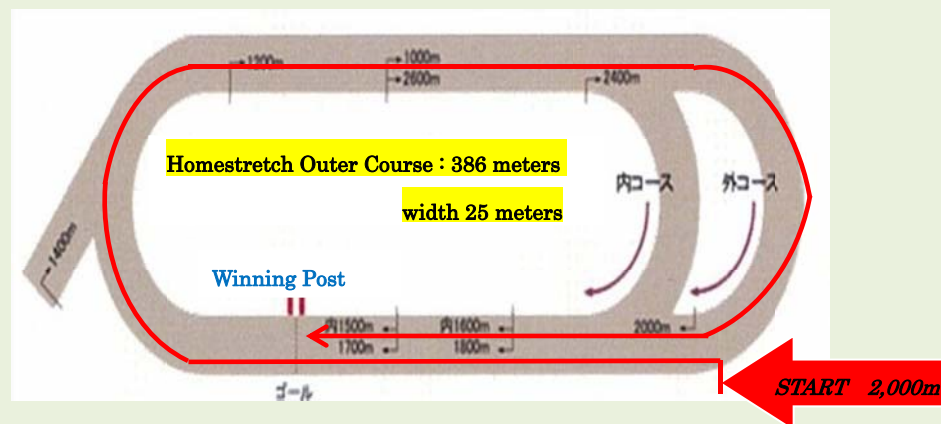 1200m
1000m
2600m
2400m
Homestretch Outer Course : 386 meters
内コース
外コース
width 25 meters
1400m
Winning Post
内1500m
内1600m
2000m
1700m
1800m
START 2,000m
ゴール